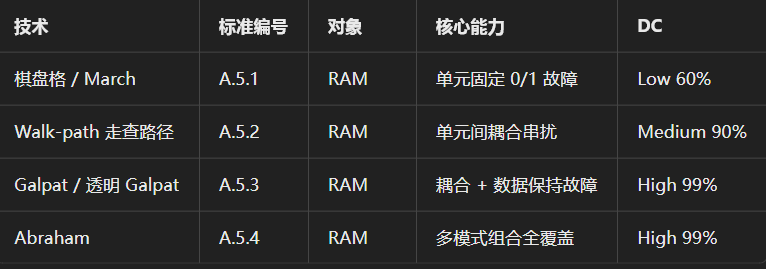 技术 标准编号 对象 核心能力 DC
棋盘格 / March A.5.1 RAM 单元固定 0/1 故障 Low 60%
Walk-path 走查路径 A.5.2 RAM 单元间耦合串扰 Medium 90%
Galpat / 透明 Galpat A.5.3 RAM 耦合 + 数据保持故障 High 99%
Abraham A.5.4 RAM 多模式组合全覆盖 High 99%